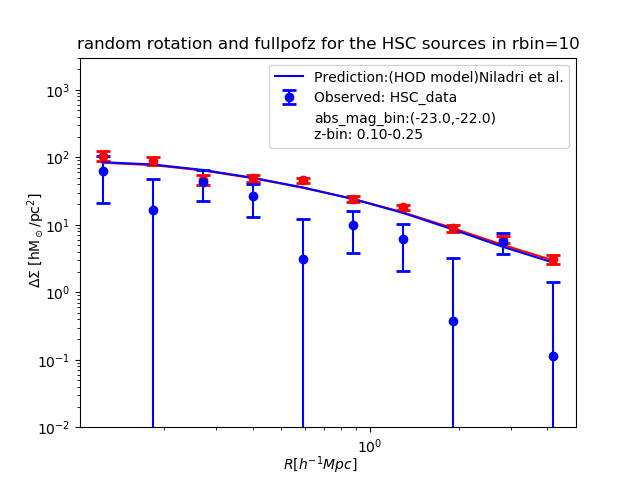 random rotation and fullpofz for the HSC sources in rbin=10
Prediction:(HOD model)Niladri et al.
Observed: HSC_data
abs_mag_bin:(-23.0,-22.0)
z-bin: 0.10-0.25
10³
10²
10¹
10⁰
10⁻¹
10⁻²
ΔΣ [hM⊙/pc²]
10⁰
R[h⁻¹Mpc]